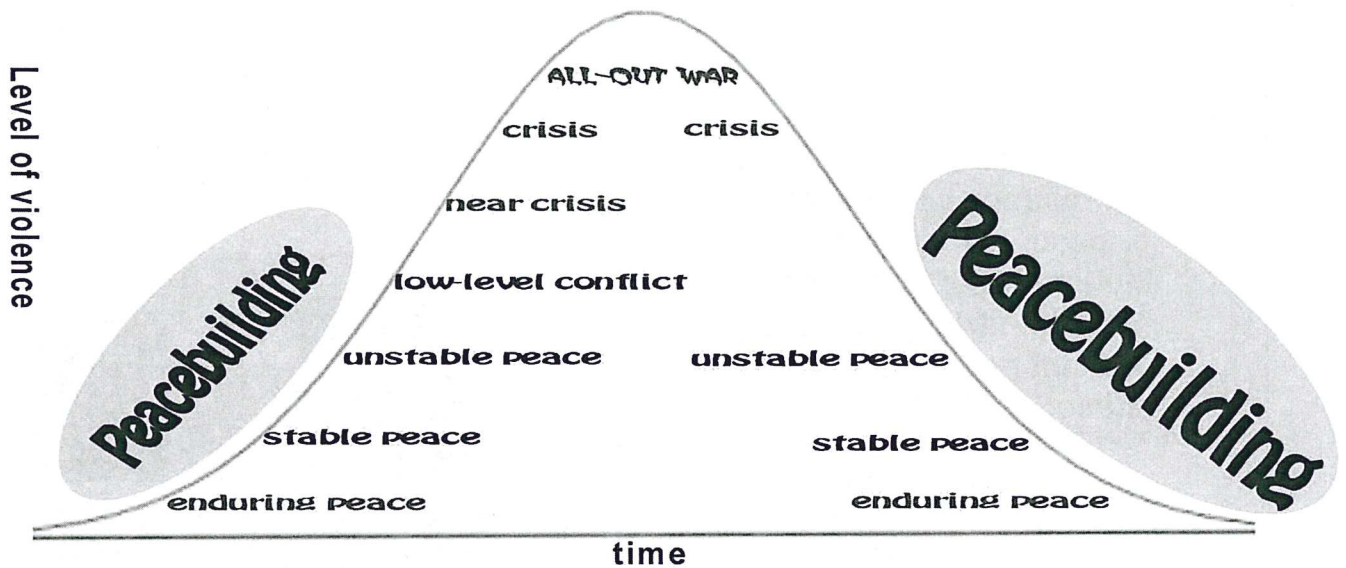 Level of violence
ALL-OUT WAR
crisis crisis
near crisis
low-level conflict
unstable peace unstable peace
stable peace stable peace
enduring peace enduring peace
Peacebuilding
Peacebuilding
time